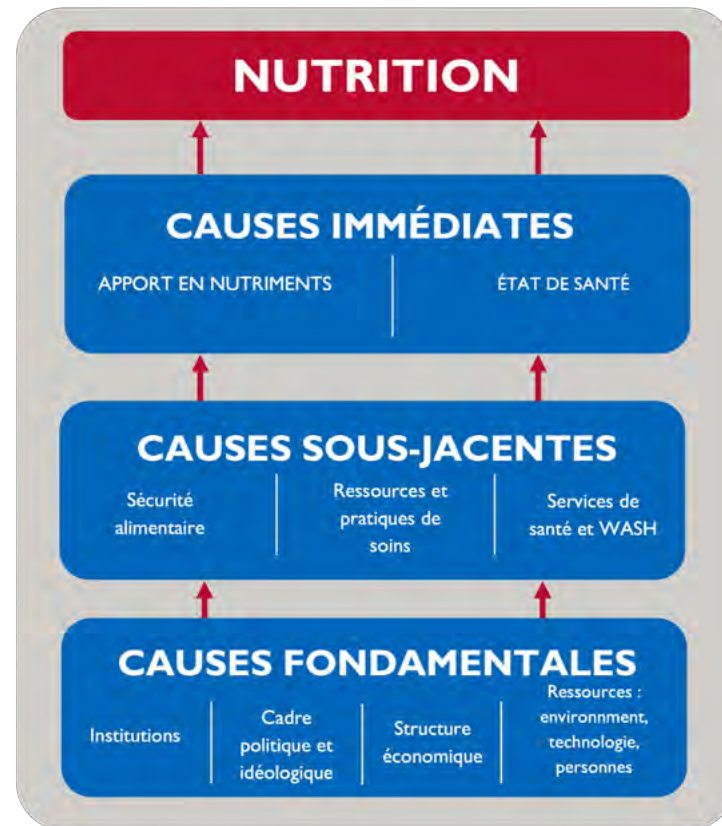 NUTRITION
CAUSES IMMÉDIATES
APPORT EN NUTRIMENTS
ÉTAT DE SANTÉ
CAUSES SOUS-JACENTES
Sécurité
alimentaire
Ressources et
pratiques de
soins
Services de
santé et WASH
CAUSES FONDAMENTALES
Institutions
Cadre
politique et
idéologique
Structure
économique
Ressources :
environnment,
technologie,
personnes